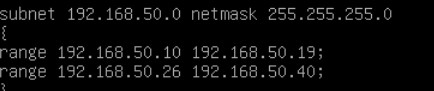 subnet 192.168.50.0 netmask 255.255.255.0
{
range 192.168.50.10 192.168.50.19;
range 192.168.50.26 192.168.50.40;
}